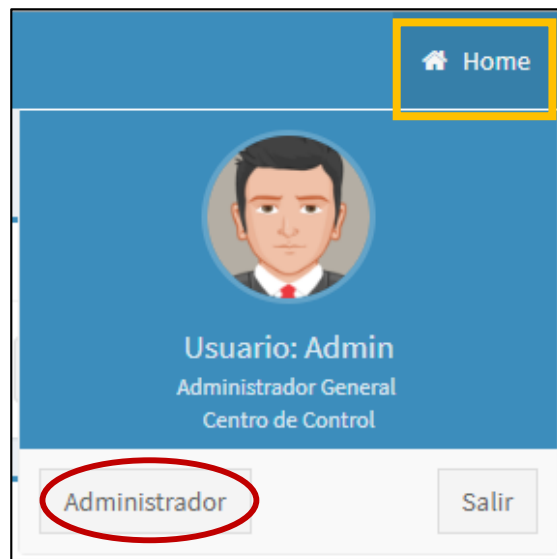 Home
Usuario: Admin
Administrador General
Centro de Control
Administrador
Salir